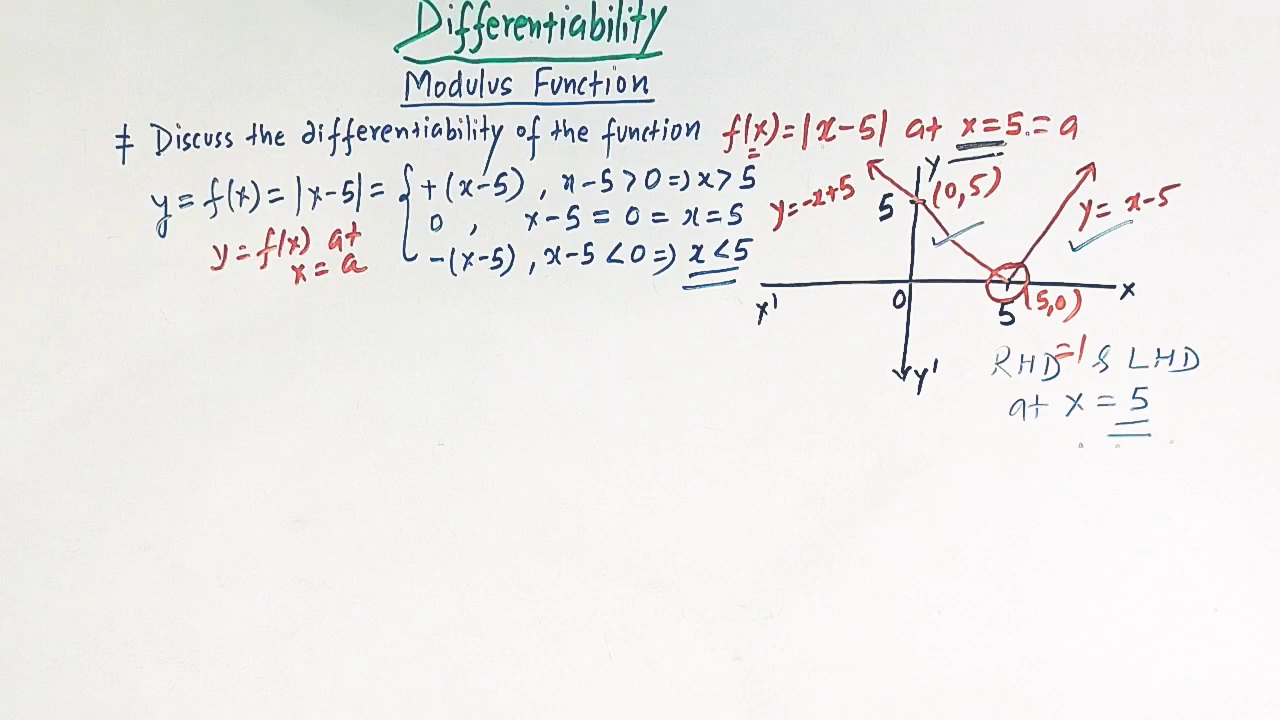 Differentiability
Modulus Function
# Discuss the differentiability of the function f(x)=|x-5| at x=5.=a
y=f(x)=|x-5|= { +(x-5) , x-5>0=)x>5
0 , x-5=0=x=5
-(x-5) , x-5<0=) x<5
y=f(x) at
x=a
y=-x+5
5
Y
(0,5)
y= x-5
X'
0
5
(5,0)
X
Y'
RHD=1 & LHD
at x = 5